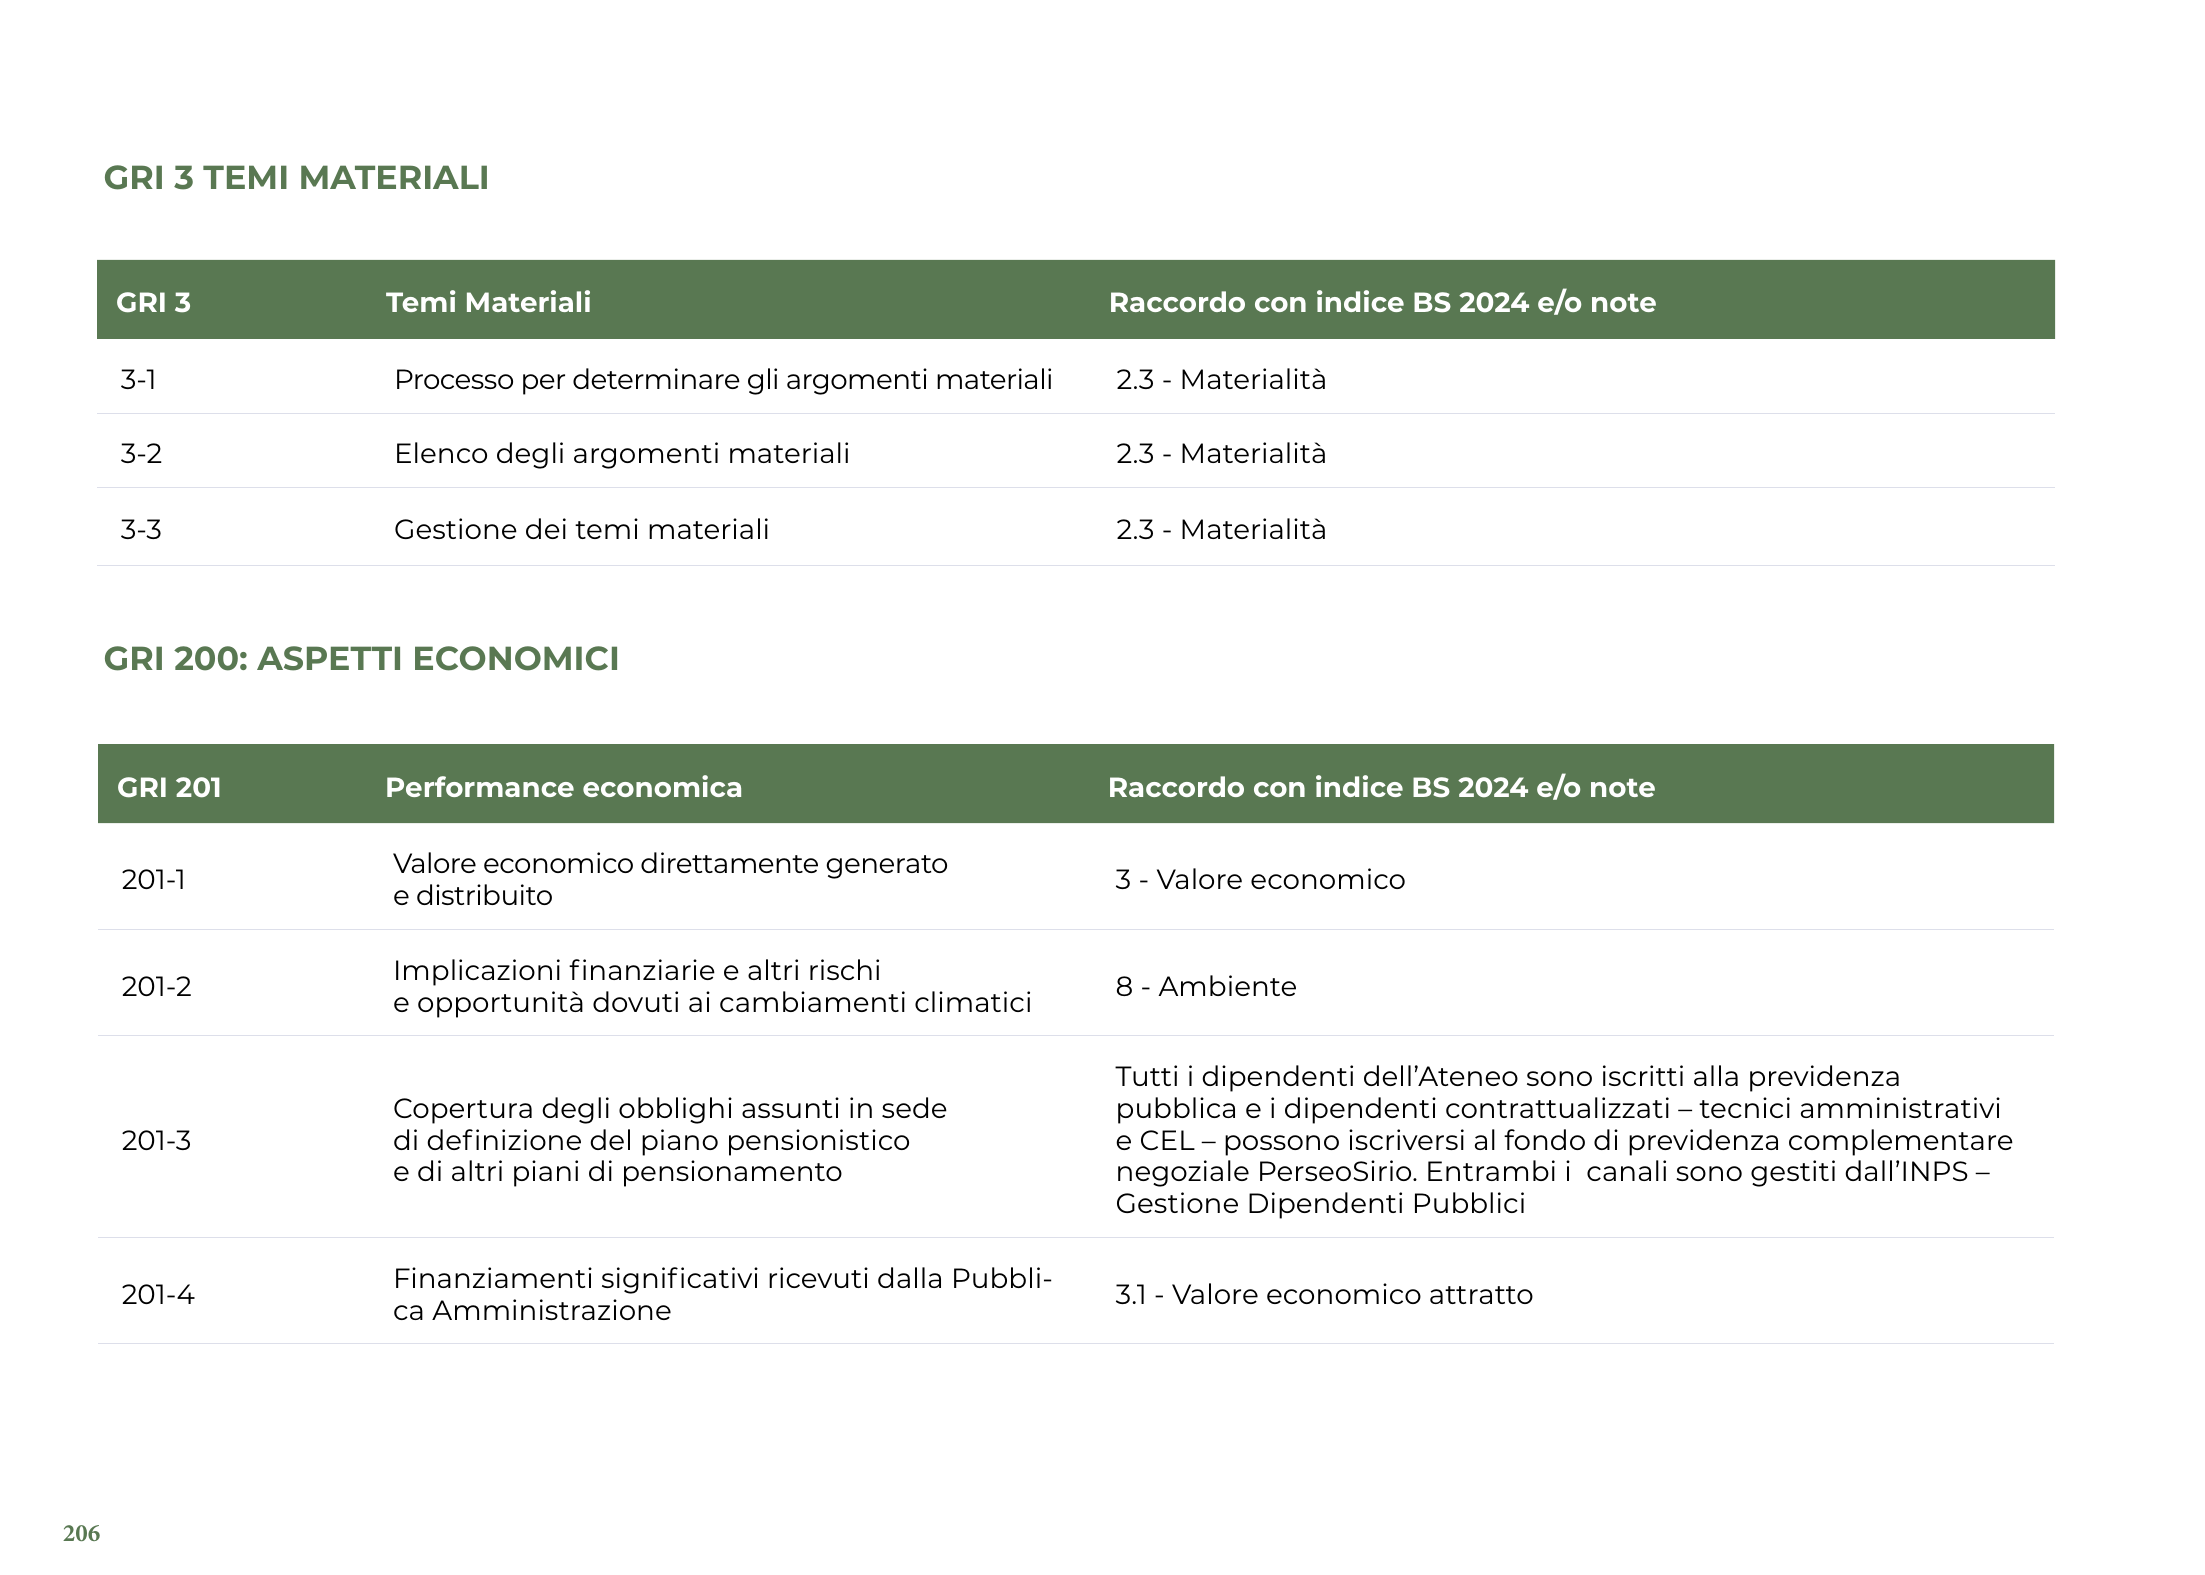 GRI 3 TEMI MATERIALI
GRI 3 Temi Materiali Raccordo con indice BS 2024 e/o note
3-1 Processo per determinare gli argomenti materiali 2.3 - Materialità
3-2 Elenco degli argomenti materiali 2.3 - Materialità
3-3 Gestione dei temi materiali 2.3 - Materialità
GRI 200: ASPETTI ECONOMICI
GRI 201 Performance economica Raccordo con indice BS 2024 e/o note
201-1
Valore economico direttamente generato
e distribuito
3 - Valore economico
201-2
Implicazioni finanziarie e altri rischi
e opportunità dovuti ai cambiamenti climatici
8 - Ambiente
201-3
Copertura degli obblighi assunti in sede
di definizione del piano pensionistico
e di altri piani di pensionamento
Tutti i dipendenti dell’Ateneo sono iscritti alla previdenza
pubblica e i dipendenti contrattualizzati – tecnici amministrativi
e CEL – possono iscriversi al fondo di previdenza complementare
negoziale PerseoSirio. Entrambi i  canali sono gestiti dall’INPS –
Gestione Dipendenti Pubblici
201-4
Finanziamenti significativi ricevuti dalla Pubbli-
ca Amministrazione
3.1 - Valore economico attratto
206